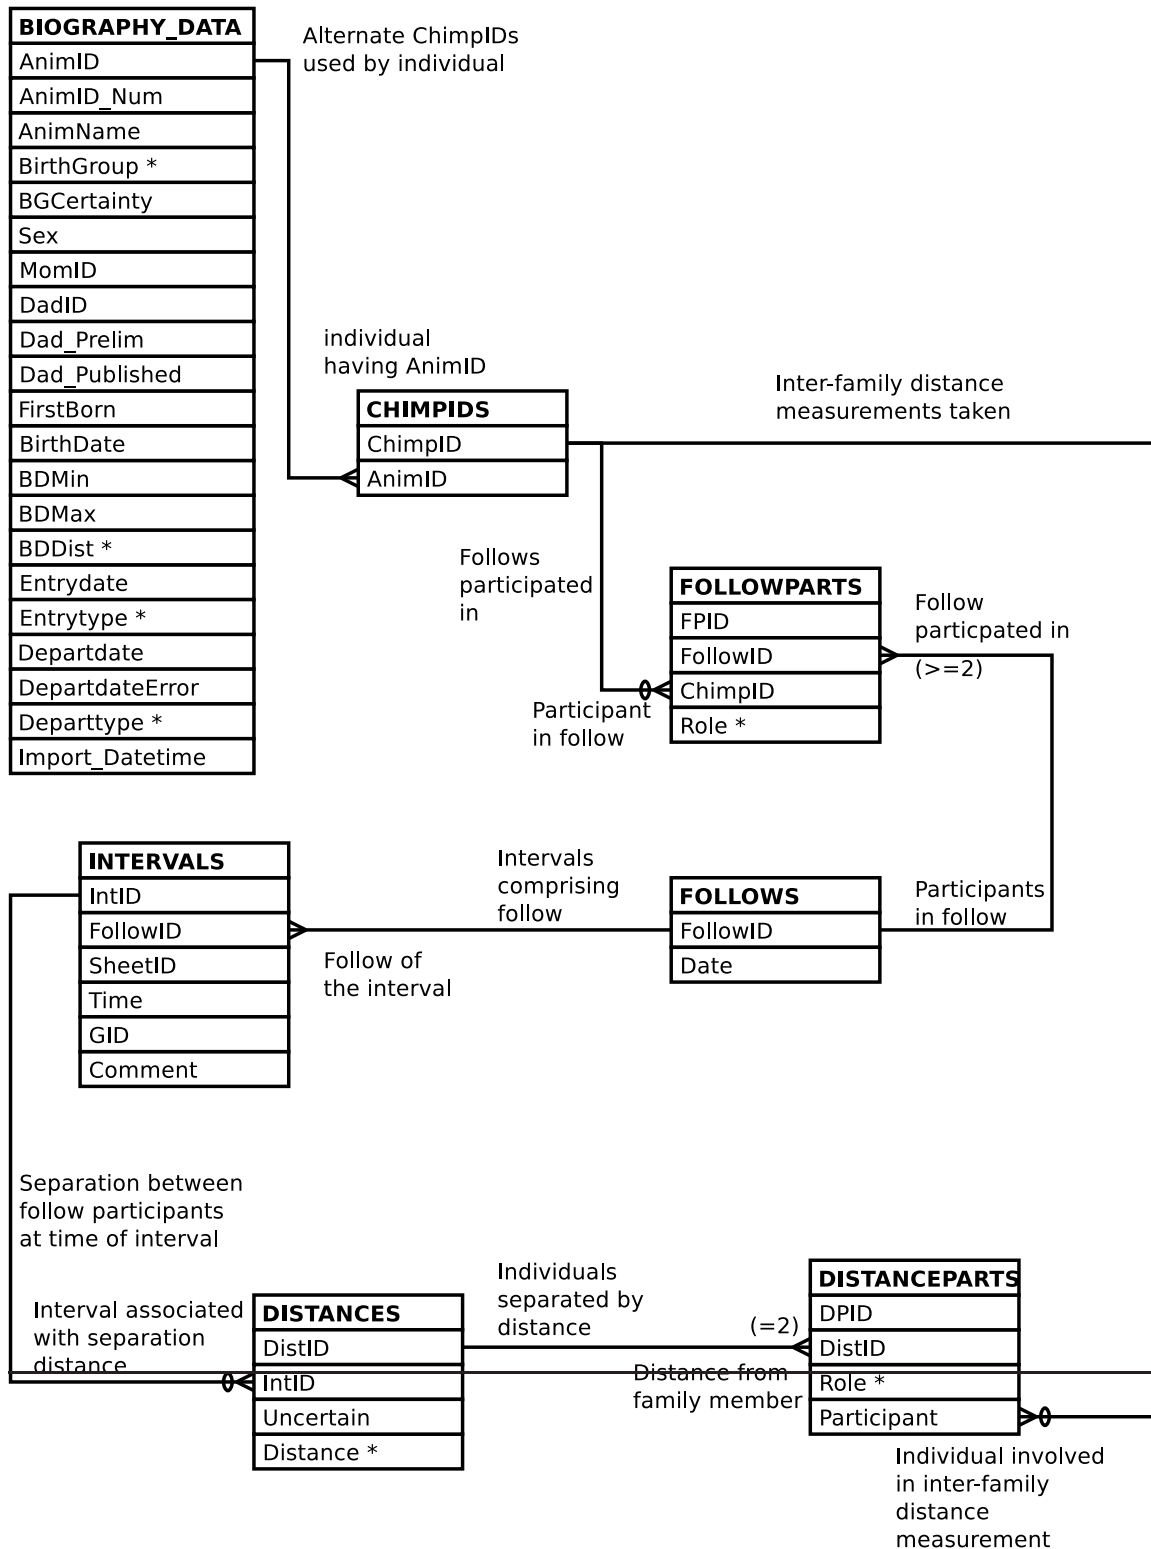 BIOGRAPHY_DATA
AnimID
AnimID_Num
AnimName
BirthGroup *
BGCertainty
Sex
MomID
DadID
Dad_Prelim
Dad_Published
FirstBorn
BirthDate
BDMin
BDMax
BDDist *
Entrydate
Entrytype *
Departdate
DepartdateError
Departtype *
Import_Datetime
Alternate ChimpIDs
used by individual
individual
having AnimID
CHIMPIDS
ChimpID
AnimID
Inter-family distance
measurements taken
Follows
participated
in
Participant
in follow
FOLLOWPARTS
FPID
FollowID
ChimpID
Role *
Follow
particpated in
(>=2)
INTERVALS
IntID
FollowID
SheetID
Time
GID
Comment
Intervals
comprising
follow
Follow of
the interval
FOLLOWS
FollowID
Date
Participants
in follow
Separation between
follow participants
at time of interval
Interval associated
with separation
distance
DISTANCES
DistID
IntID
Uncertain
Distance *
Individuals
separated by
distance
(=2)
Distance from
family member
DISTANCEPARTS
DPID
DistID
Role *
Participant
Individual involved
in inter-family
distance
measurement